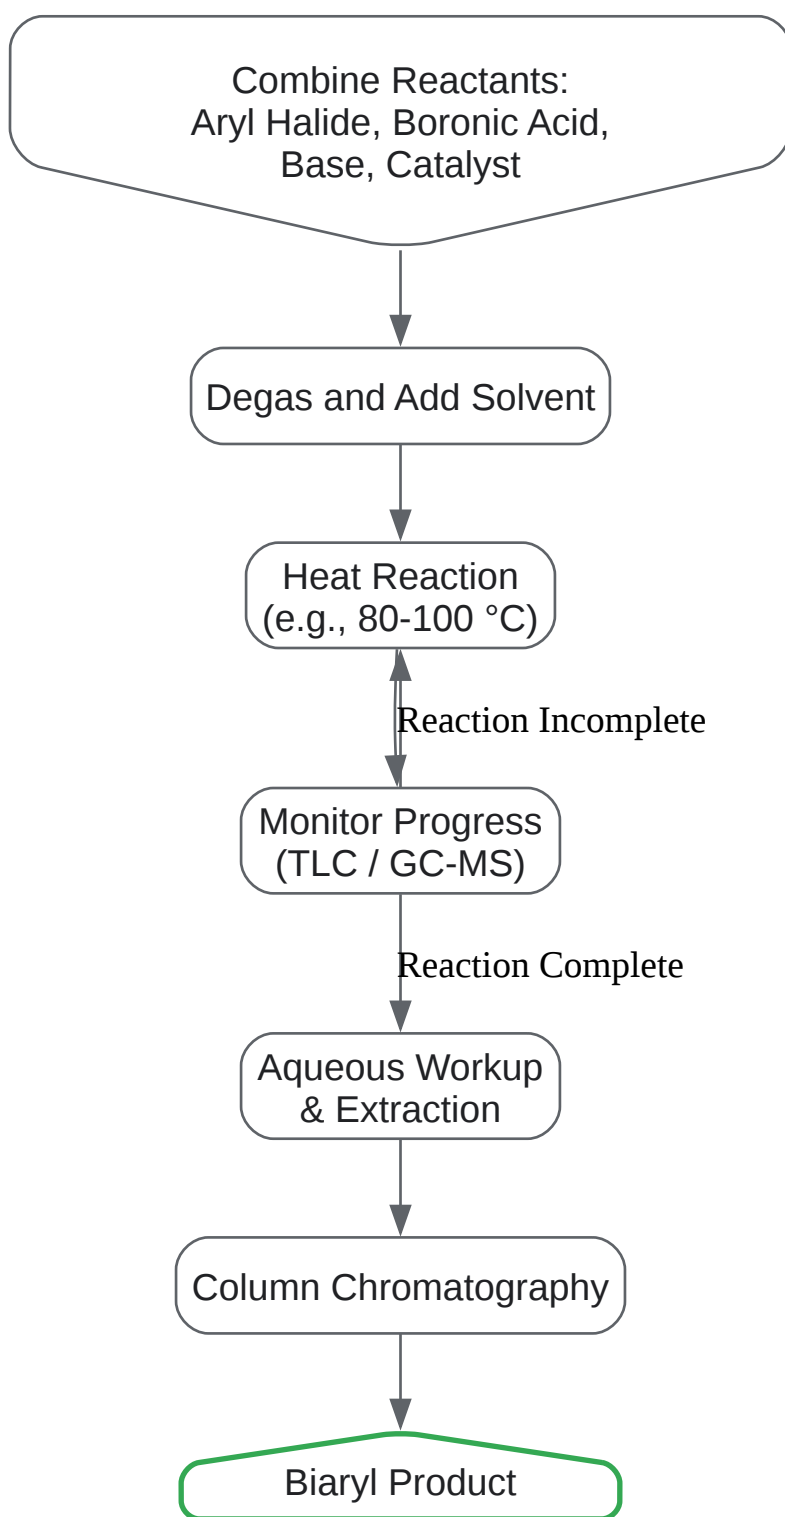 Combine Reactants:
Aryl Halide, Boronic Acid,
Base, Catalyst
Degas and Add Solvent
Heat Reaction
(e.g., 80-100 °C)
Reaction Incomplete
Monitor Progress
(TLC / GC-MS)
Reaction Complete
Aqueous Workup
& Extraction
Column Chromatography
Biaryl Product